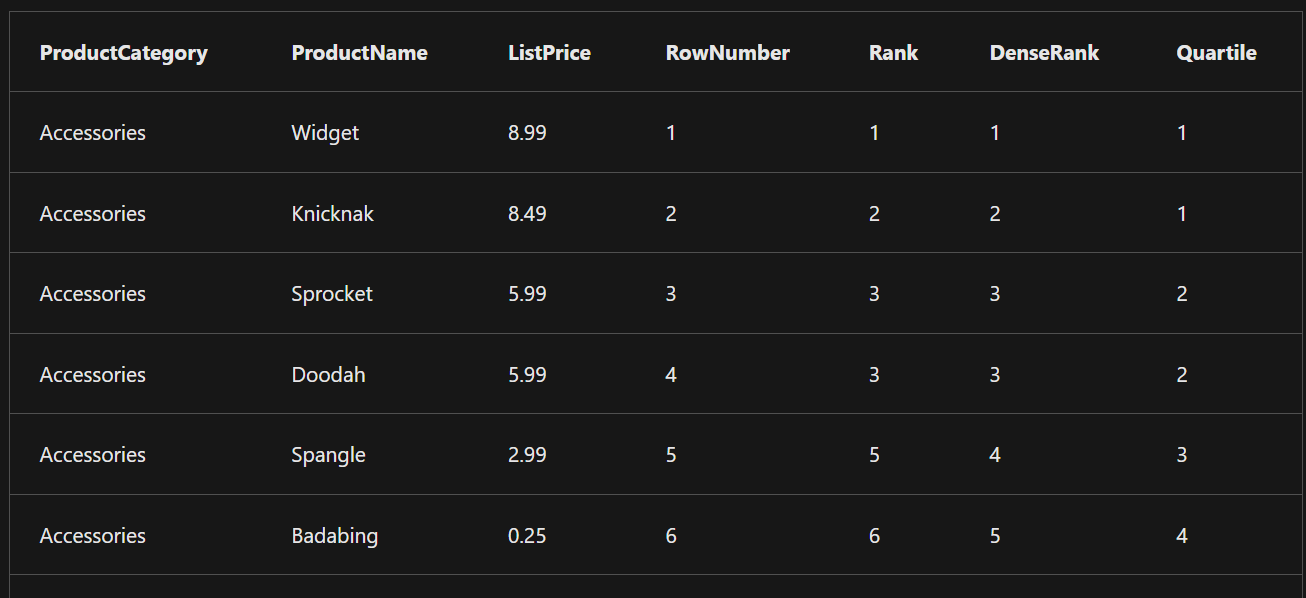 ProductCategory ProductName ListPrice RowNumber Rank DenseRank Quartile
Accessories Widget 8.99 1 1 1 1
Accessories Knicknak 8.49 2 2 2 1
Accessories Sprocket 5.99 3 3 3 2
Accessories Doodah 5.99 4 3 3 2
Accessories Spangle 2.99 5 5 4 3
Accessories Badabing 0.25 6 6 5 4